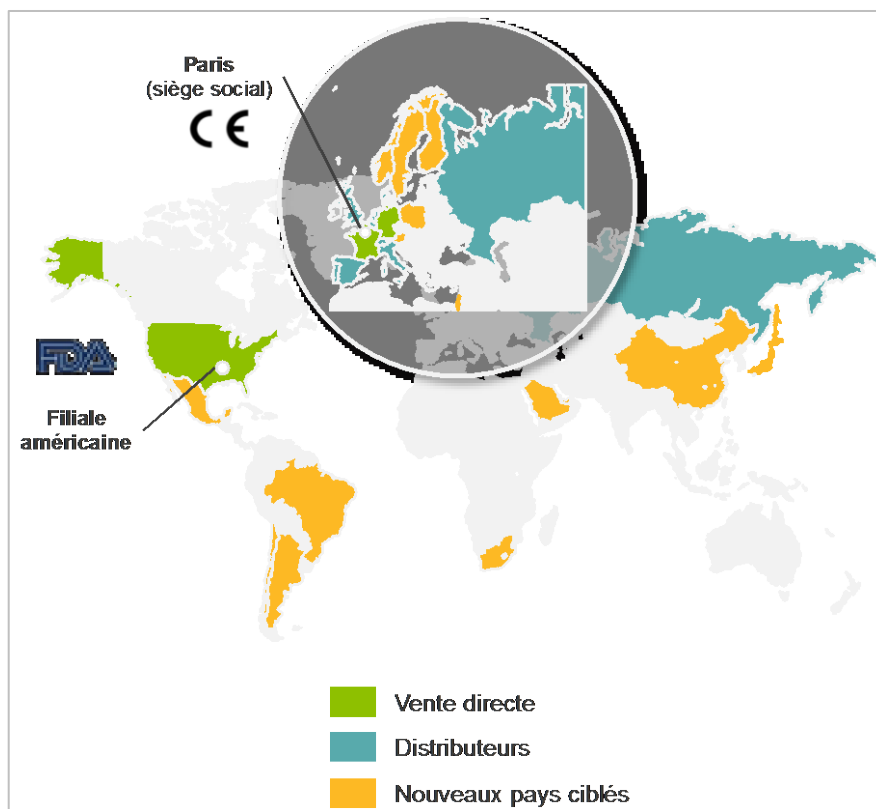 Paris
(siège social)
CE
FDA
Filiale
américaine
Vente directe
Distributeurs
Nouveaux pays ciblés